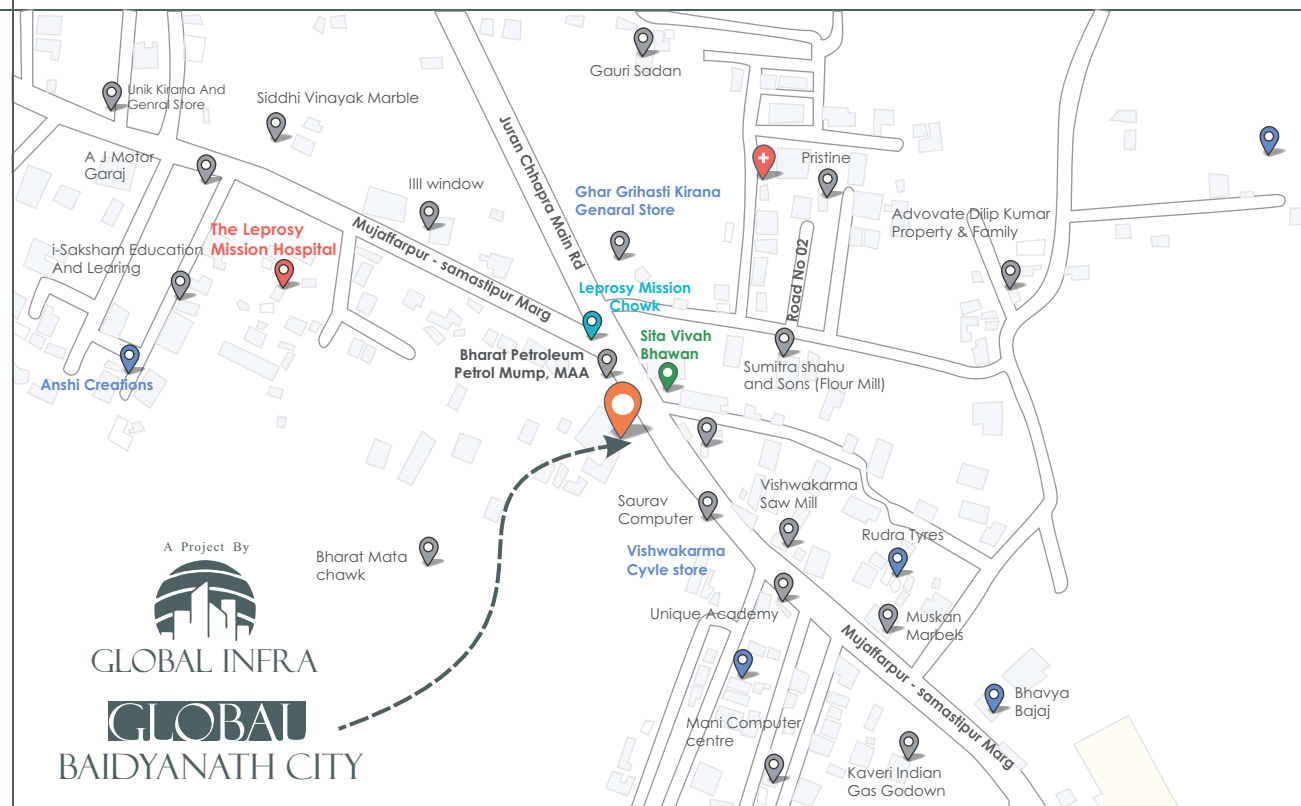 Gauri Sadan
Unik Kirana And
Genral Store
Siddhi Vinayak Marble
Juran Chhapra Main Rd
A J Motor
Garaj
Pristine
IIII window
Ghar Grihasti Kirana
Genaral Store
Advovate Dilip Kumar
Property & Family
The Leprosy
Mission Hospital
i-Saksham Education
And Learing
Mujaffarpur - samastipur Marg
Road No 02
Leprosy Mission
Chowk
Sita Vivah
Bhawan
Bharat Petroleum
Petrol Mump, MAA
Sumitra shahu
and Sons (Flour Mill)
Anshi Creations
Vishwakarma
Saw Mill
Saurav
Computer
Rudra Tyres
Vishwakarma
Cyvle store
Bharat Mata
chawk
Unique Academy
Muskan
Marbels
Mujaffarpur - samastipur Marg
Bhavya
Bajaj
Mani Computer
centre
Kaveri Indian
Gas Godown
A Project By
GLOBAL INFRA
GLOBAL
BAIDYANATH CITY